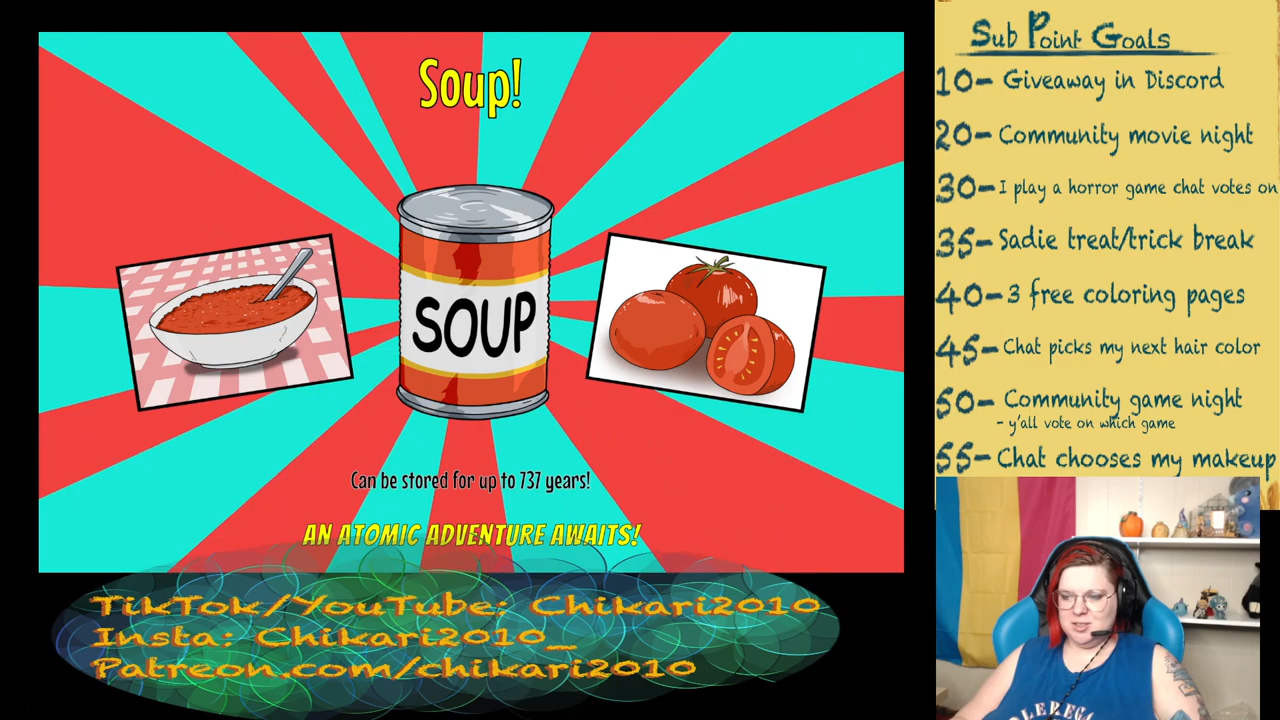 Soup!
SOUP
Can be stored for up to 737 years!
AN ATOMIC ADVENTURE AWAITS!
TikTok/YouTube: Chikari2010
Insta: Chikari2010_
Patreon.com/chikari2010
Sub Point Goals
10- Giveaway in Discord
20- Community movie night
30- I play a horror game chat votes on
35- Sadie treat/trick break
40- 3 free coloring pages
45- Chat picks my next hair color
50- Community game night
- y'all vote on which game
55- Chat chooses my makeup